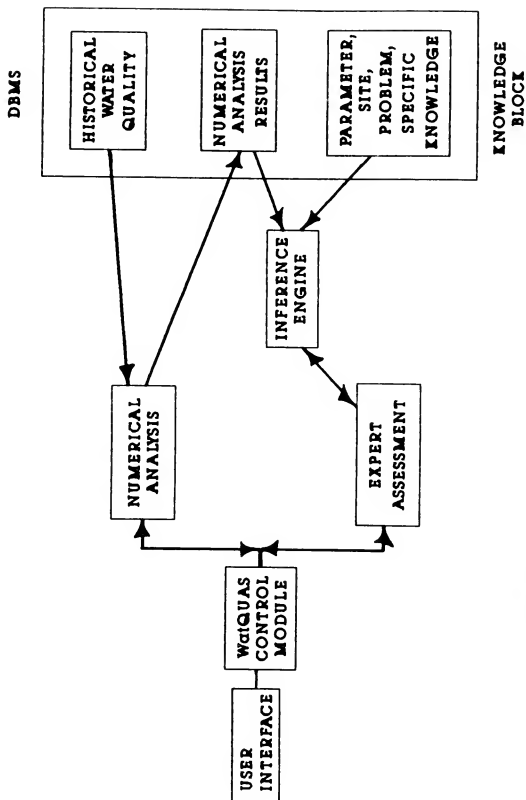 USER
INTERFACE
WatQUAS
CONTROL
MODULE
NUMERICAL
ANALYSIS
EXPERT
ASSESSMENT
INFERENCE
ENGINE
DBMS
HISTORICAL
WATER
QUALITY
NUMERICAL
ANALYSIS
RESULTS
PARAMETER,
SITE,
PROBLEM,
SPECIFIC
KNOWLEDGE
KNOWLEDGE
BLOCK